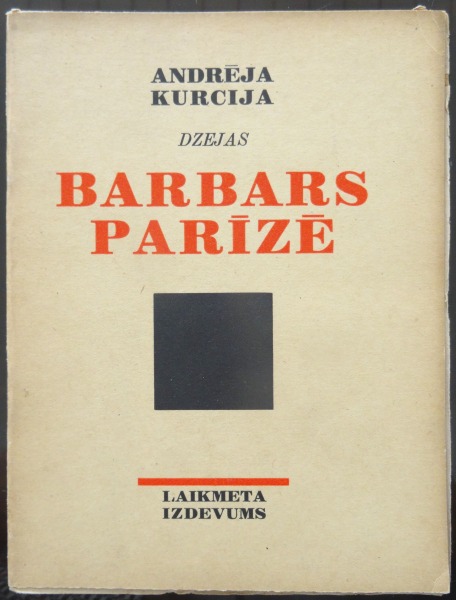 ANDRĒJA
KURCIJA
DZEJAS
BARBARS
PARĪZĒ
LAIKMETA
IZDEVUMS